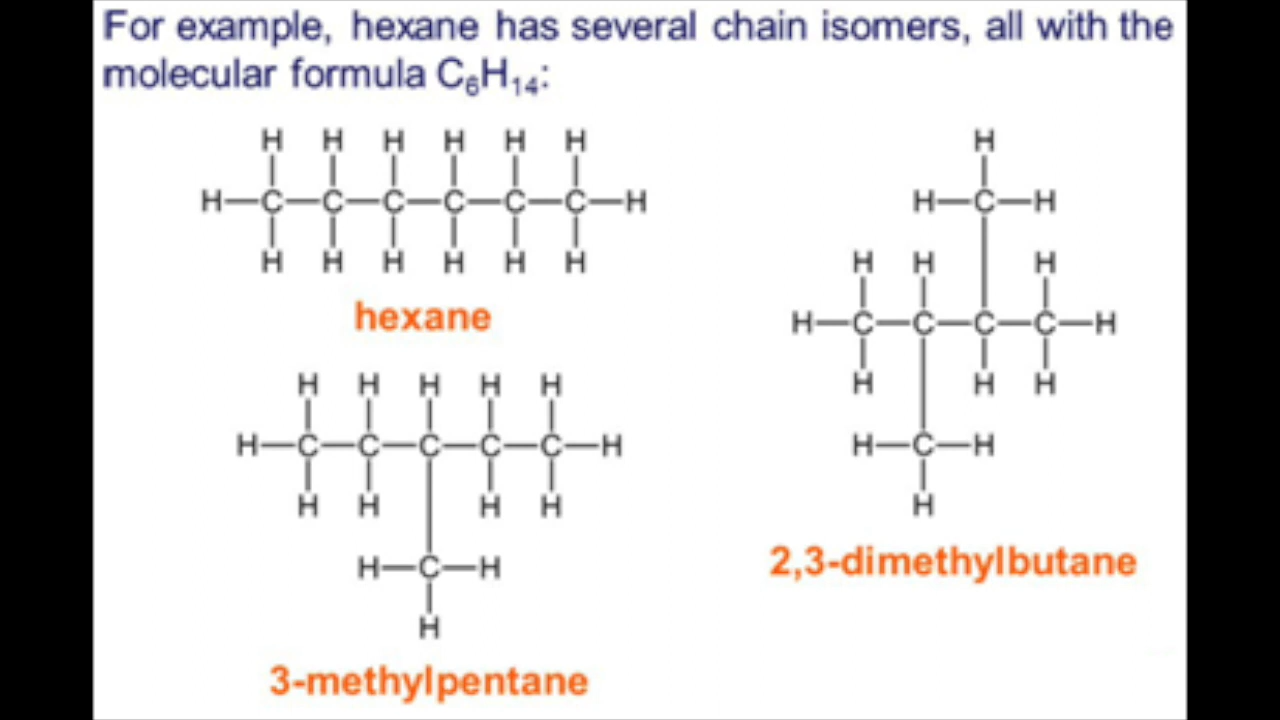 For example, hexane has several chain isomers, all with the
molecular formula C₆H₁₄:
H H H H H H
H—C—C—C—C—C—C—H
H H H H H H
hexane
H H H H H
H—C—C—C—C—C—H
H H H H
H—C—H
H
3-methylpentane
H
H—C—H
H H H
H—C—C—C—C—H
H H H
H—C—H
H
2,3-dimethylbutane